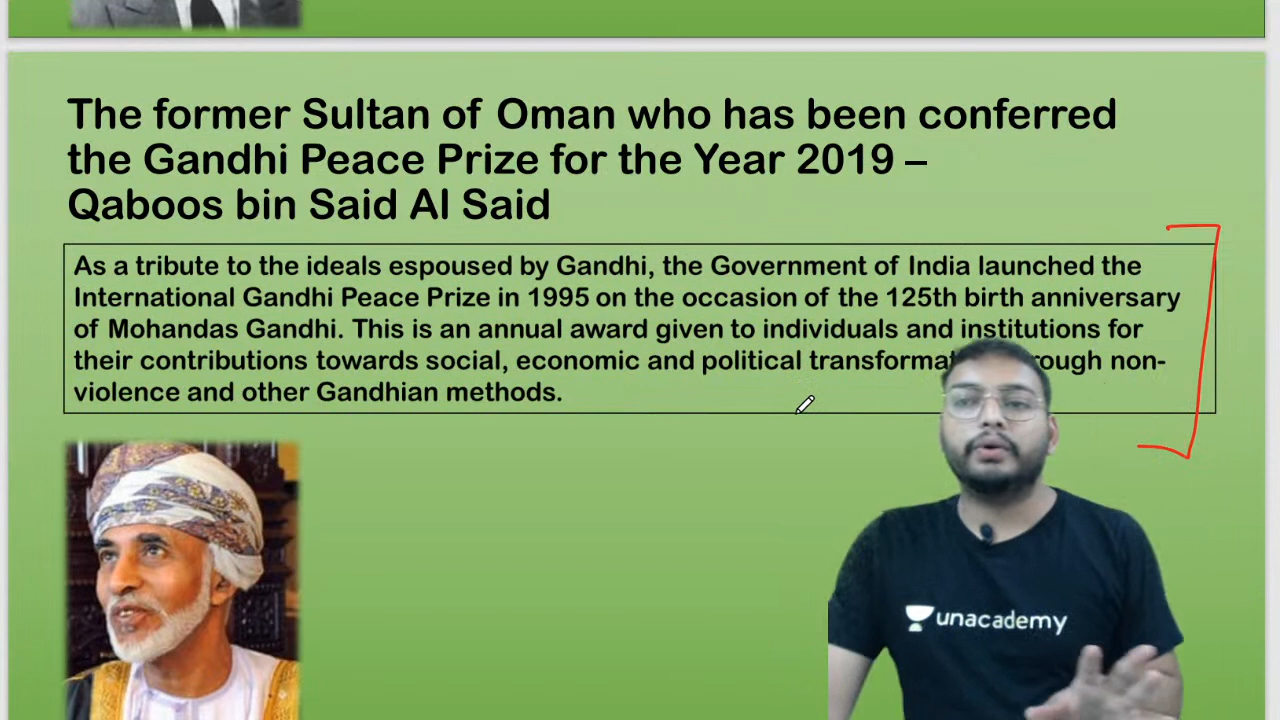 The former Sultan of Oman who has been conferred
the Gandhi Peace Prize for the Year 2019 –
Qaboos bin Said Al Said
As a tribute to the ideals espoused by Gandhi, the Government of India launched the
International Gandhi Peace Prize in 1995 on the occasion of the 125th birth anniversary
of Mohandas Gandhi. This is an annual award given to individuals and institutions for
their contributions towards social, economic and political non-
violence and other Gandhian methods.
unacademy